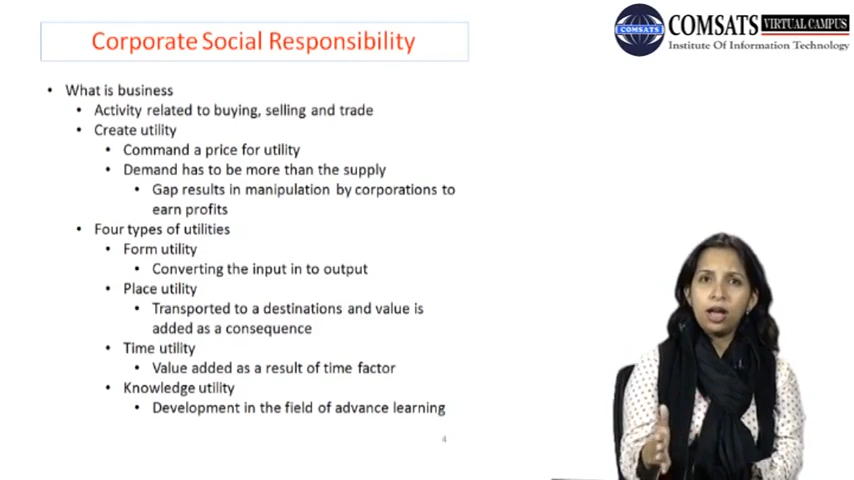 Corporate Social Responsibility
COMSATS
COMSATS VIRTUAL CAMPUS
Institute Of Information Technology
• What is business
• Activity related to buying, selling and trade
• Create utility
• Command a price for utility
• Demand has to be more than the supply
• Gap results in manipulation by corporations to
earn profits
• Four types of utilities
• Form utility
• Converting the input in to output
• Place utility
• Transported to a destinations and value is
added as a consequence
• Time utility
• Value added as a result of time factor
• Knowledge utility
• Development in the field of advance learning
4